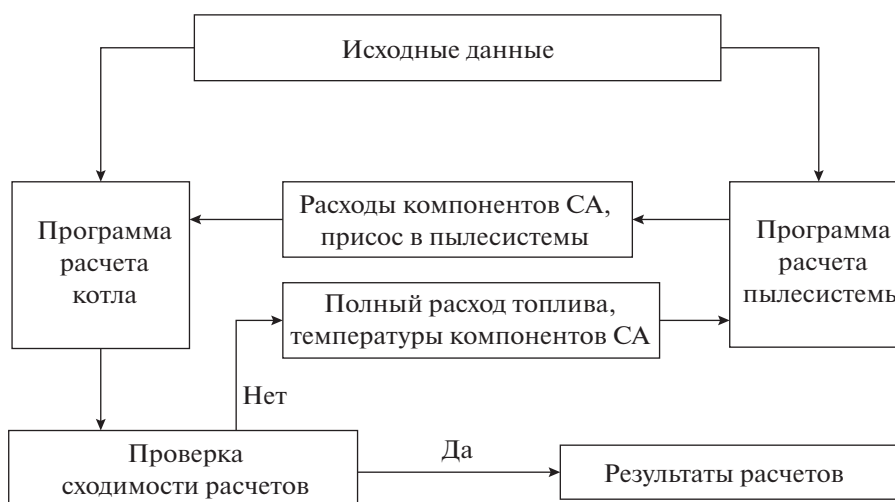 Исходные данные
Программа
расчета
котла
Расходы компонентов СА,
присос в пылесистемы
Программа
расчета
пылесистемы
Полный расход топлива,
температуры компонентов СА
Нет
Проверка
сходимости расчетов
Да
Результаты расчетов